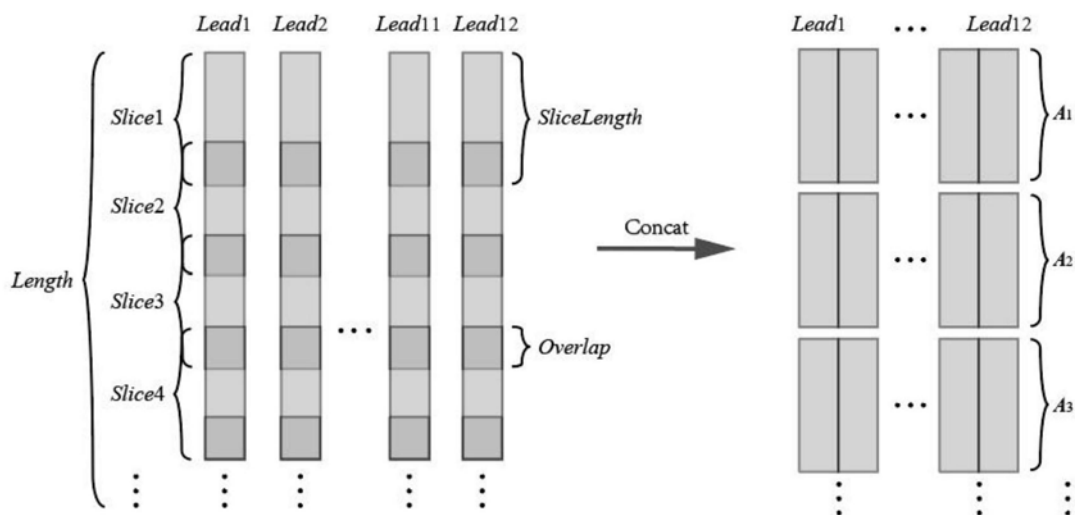 Lead1 Lead2 Lead11 Lead12
Slice1
SliceLength
Slice2
Length
Slice3
Overlap
Slice4
Concat
Lead1 ... Lead12
A1
A2
A3